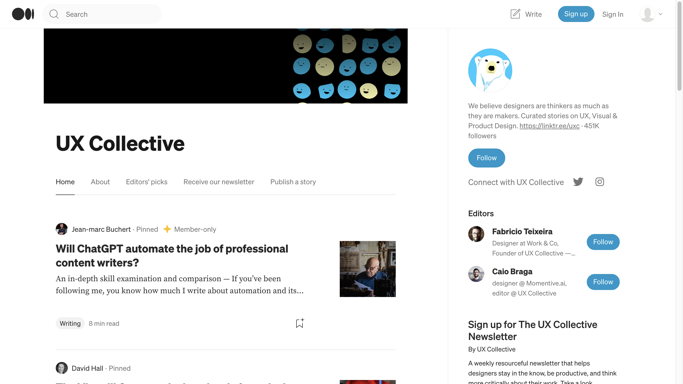 Search
Write
Sign up
Sign In
UX Collective
Home
About
Editors' picks
Receive our newsletter
Publish a story
Jean-marc Buchert · Pinned
Member-only
Will ChatGPT automate the job of professional
content writers?
An in-depth skill examination and comparison — If you've been
following me, you know how much I write about automation and its…
Writing
8 min read
David Hall · Pinned
We believe designers are thinkers as much as
they are makers. Curated stories on UX, Visual &
Product Design. https://linktr.ee/uxc · 451K
followers
Follow
Connect with UX Collective
Editors
Fabricio Teixeira
Designer at Work & Co,
Founder of UX Collective —...
Follow
Caio Braga
designer @ Momentive.ai,
editor @ UX Collective
Follow
Sign up for The UX Collective
Newsletter
By UX Collective
A weekly resourceful newsletter that helps
designers stay in the know, be productive, and think
more critically about their work. Take a look.